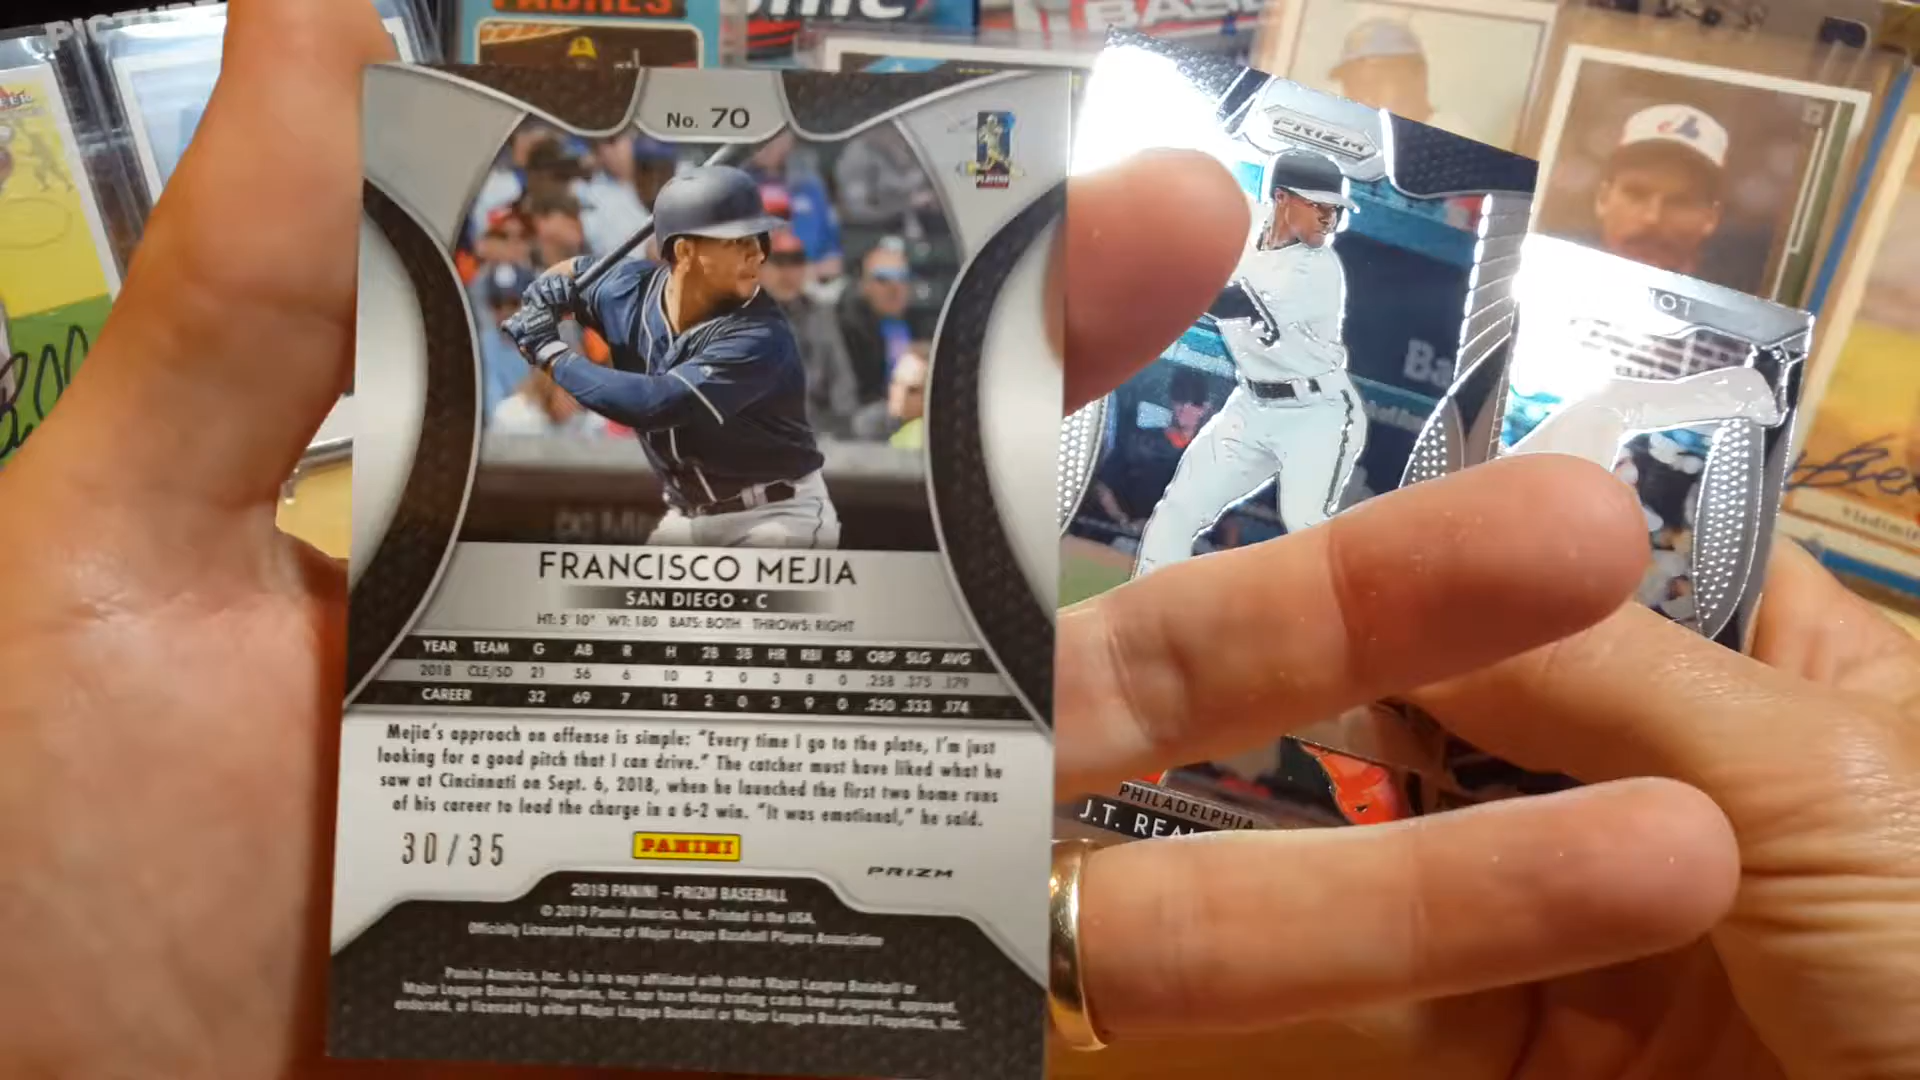 PADRES
No. 70
PRIZM
FRANCISCO MEJIA
SAN DIEGO - C
HT: 5' 10" WT: 180 BATS: BOTH THROWS: RIGHT
YEAR TEAM G AB R H 2B 3B HR RBI SB OBP SLG AVG
2018 CLE/SD 21 56 6 10 2 0 3 8 0 .258 .375 .179
CAREER 32 69 7 12 2 0 3 9 0 .250 .333 .174
Mejia's approach on offense is simple: "Every time I go to the plate, I'm just
looking for a good pitch that I can drive." The catcher must have liked what he
saw at Cincinnati on Sept. 6, 2018, when he launched the first two home runs
of his career to lead the charge in a 6-2 win. "It was emotional," he said.
30/35
PANINI
PRIZM
2019 PANINI – PRIZM BASEBALL
© 2019 Panini America, Inc. Printed in the USA.
Officially Licensed Product of Major League Baseball Players Association
Panini America, Inc. is in no way affiliated with either Major League Baseball or
Major League Baseball Properties, Inc. nor have these trading cards been prepared, approved,
endorsed, or licensed by either Major League Baseball or Major League Baseball Properties, Inc.
PHILADELPHIA
J.T.